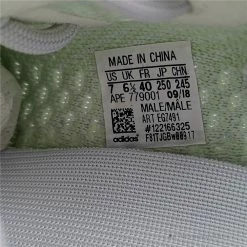 MADE IN CHINA
US UK FR JP CHN
7 6½ 40 250 245
APE 779001 09/18
MALE/MÂLE
ART EG7491
#122166325
adidas F81TJGBW00917